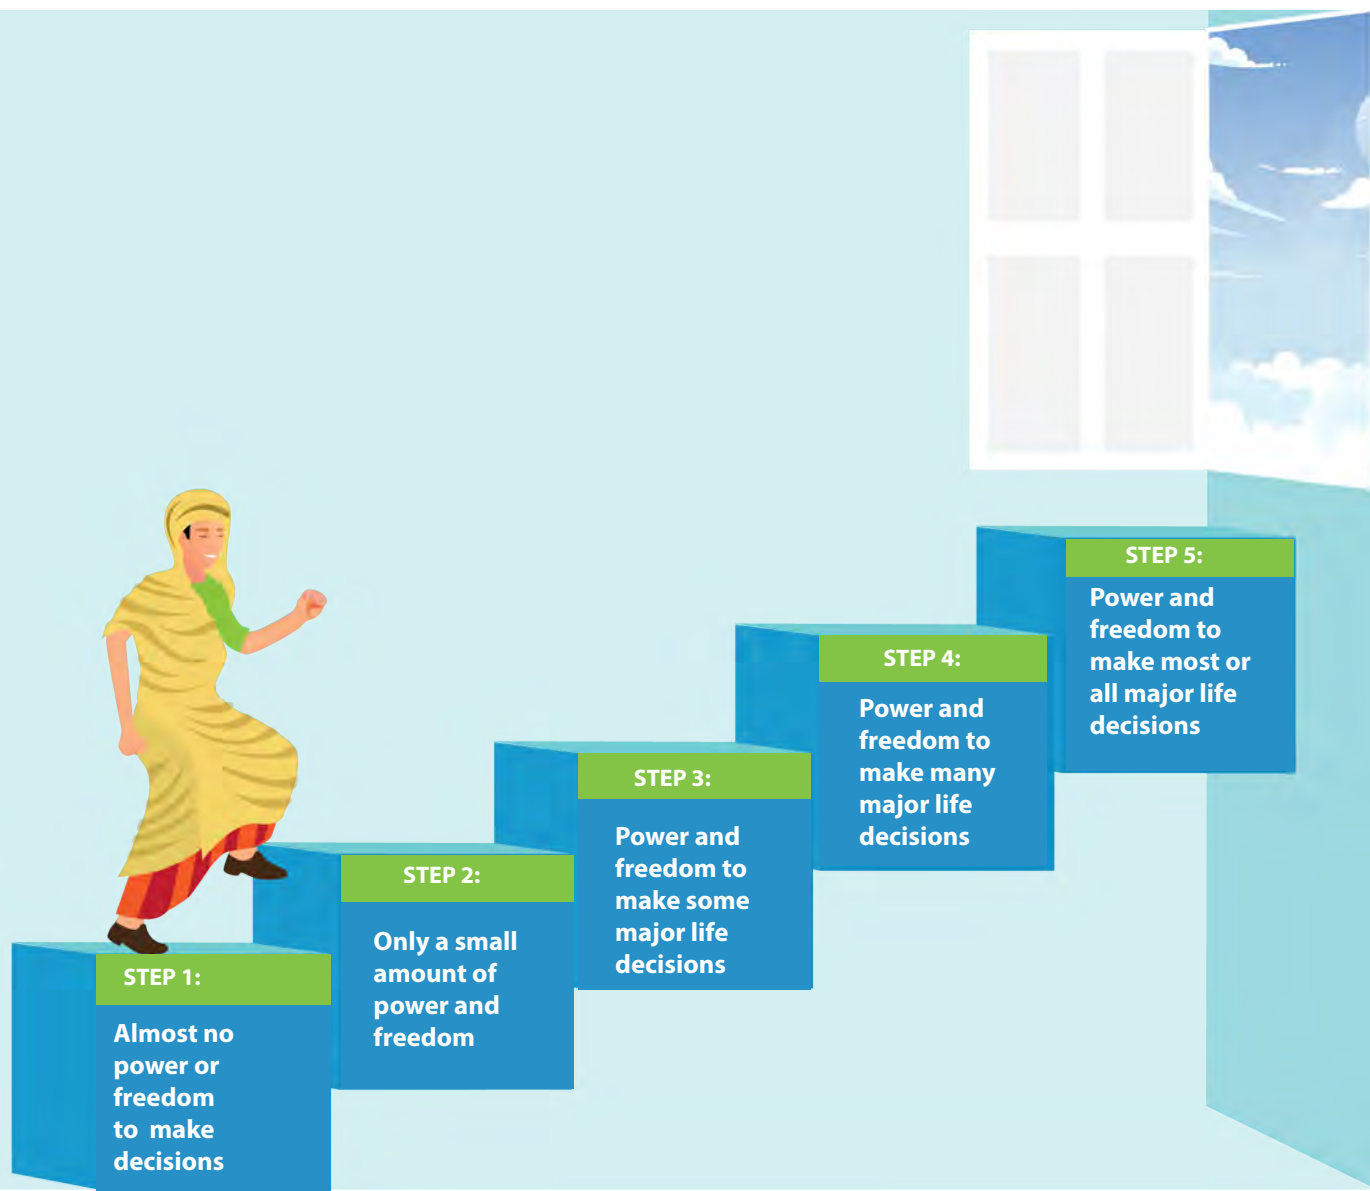 STEP 1:
Almost no
power or
freedom
to make
decisions
STEP 2:
Only a small
amount of
power and
freedom
STEP 3:
Power and
freedom to
make some
major life
decisions
STEP 4:
Power and
freedom to
make many
major life
decisions
STEP 5:
Power and
freedom to
make most or
all major life
decisions